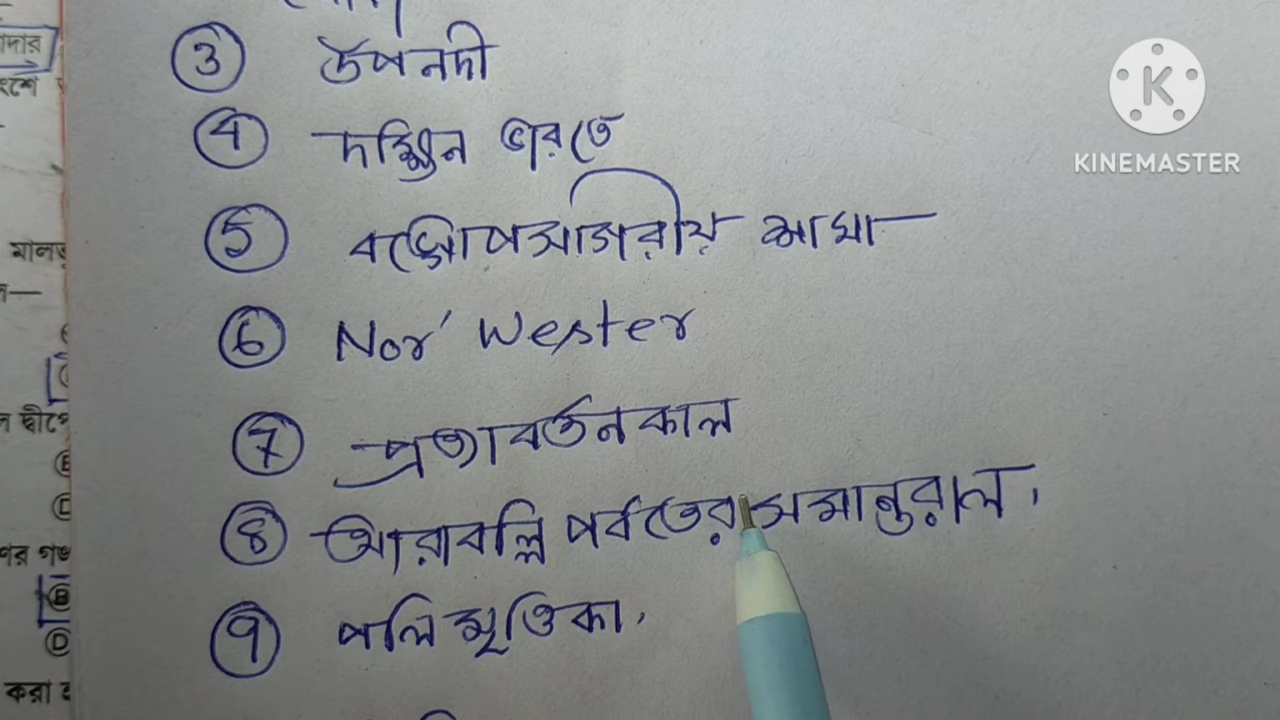 ③ উপনদী
④ দক্ষিন ভারতে
⑤ বঙ্গোপসাগরীয় শাখা
⑥ Nor' Wester
⑦ প্রত্যাবর্তনকাল
⑧ আরাবল্লি পর্বতের সমান্তরাল,
⑨ পলি মৃত্তিকা,
KINEMASTER
করা